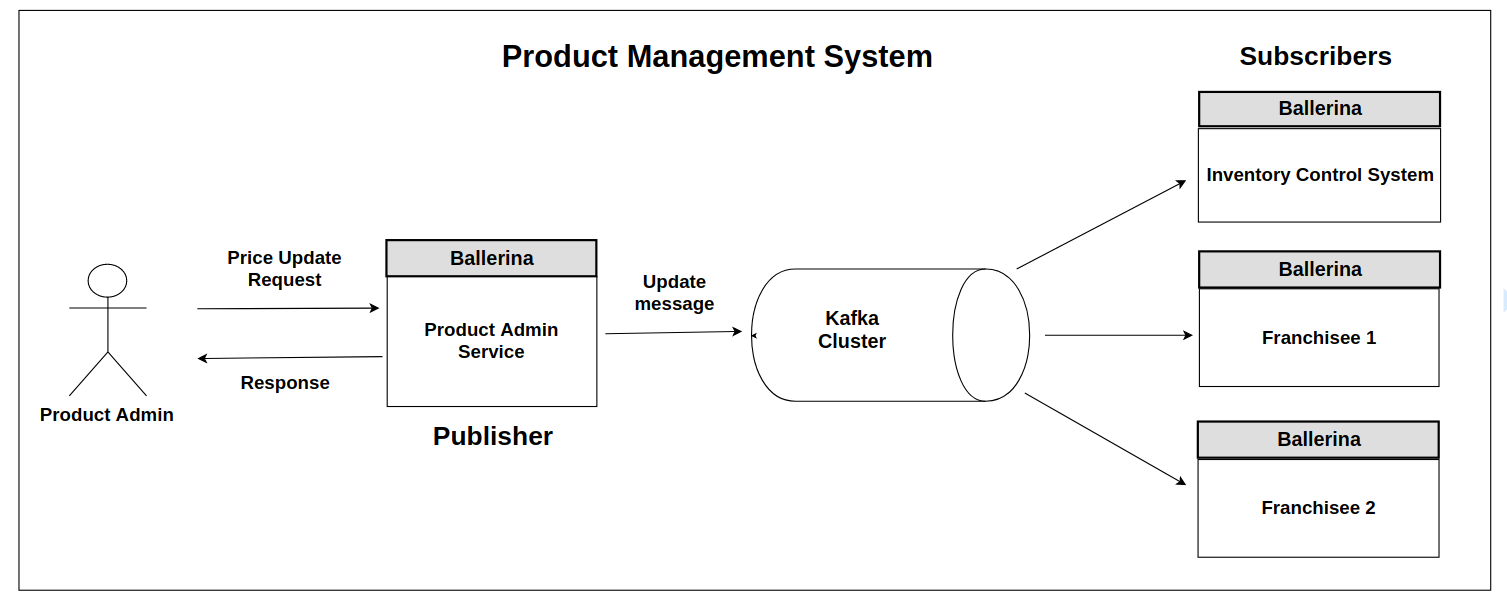 Product Management System
Subscribers
Ballerina
Inventory Control System
Price Update
Request
Response
Product Admin
Ballerina
Product Admin
Service
Publisher
Update
message
Kafka
Cluster
Ballerina
Franchisee 1
Ballerina
Franchisee 2